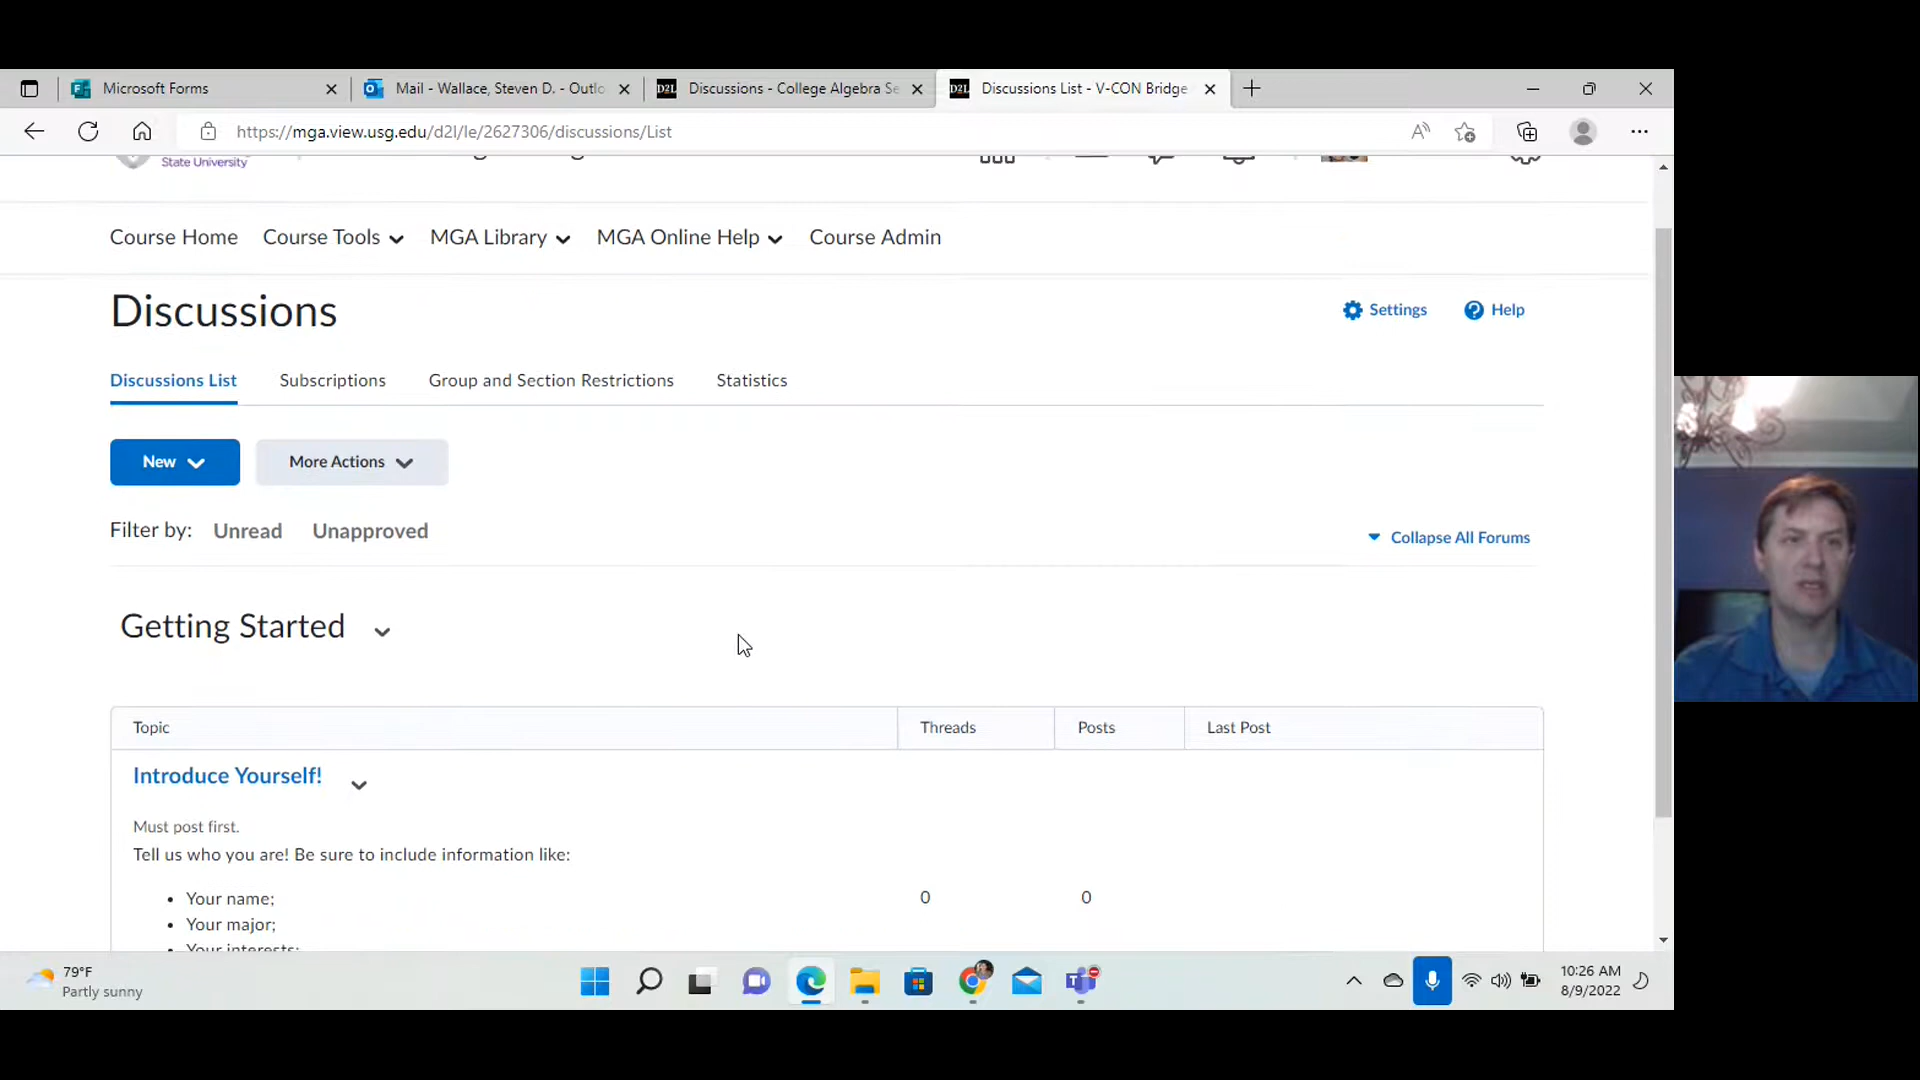 Microsoft Forms
Mail - Wallace, Steven D. - Outlo
D2L Discussions - College Algebra Se
D2L Discussions List - V-CON Bridge
https://mga.view.usg.edu/d2l/le/2627306/discussions/List
State University
Course Home Course Tools MGA Library MGA Online Help Course Admin
Discussions
Settings Help
Discussions List Subscriptions Group and Section Restrictions Statistics
New More Actions
Filter by: Unread Unapproved
Collapse All Forums
Getting Started
Topic Threads Posts Last Post
Introduce Yourself!
Must post first.
Tell us who you are! Be sure to include information like:
• Your name;
0 0
• Your major;
• Your interests;
79°F
Partly sunny
10:26 AM
8/9/2022